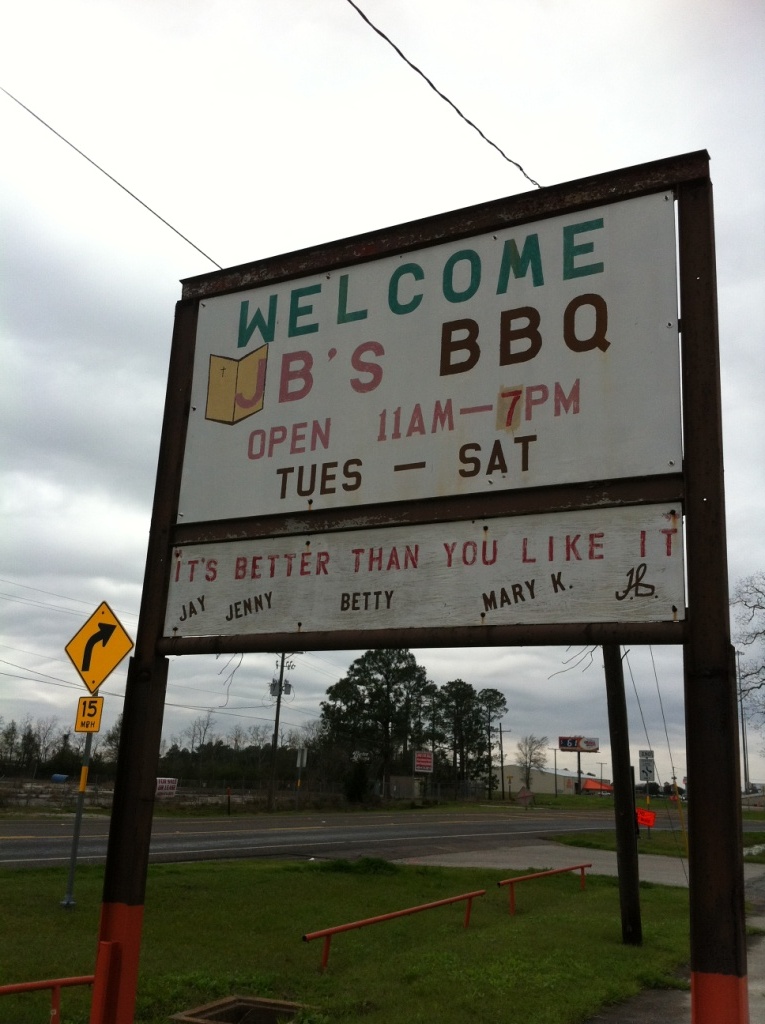 WELCOME
JB'S BBQ
OPEN 11AM—7PM
TUES — SAT
IT'S BETTER THAN YOU LIKE IT
JAY JENNY BETTY MARY K. JB.
15
MPH